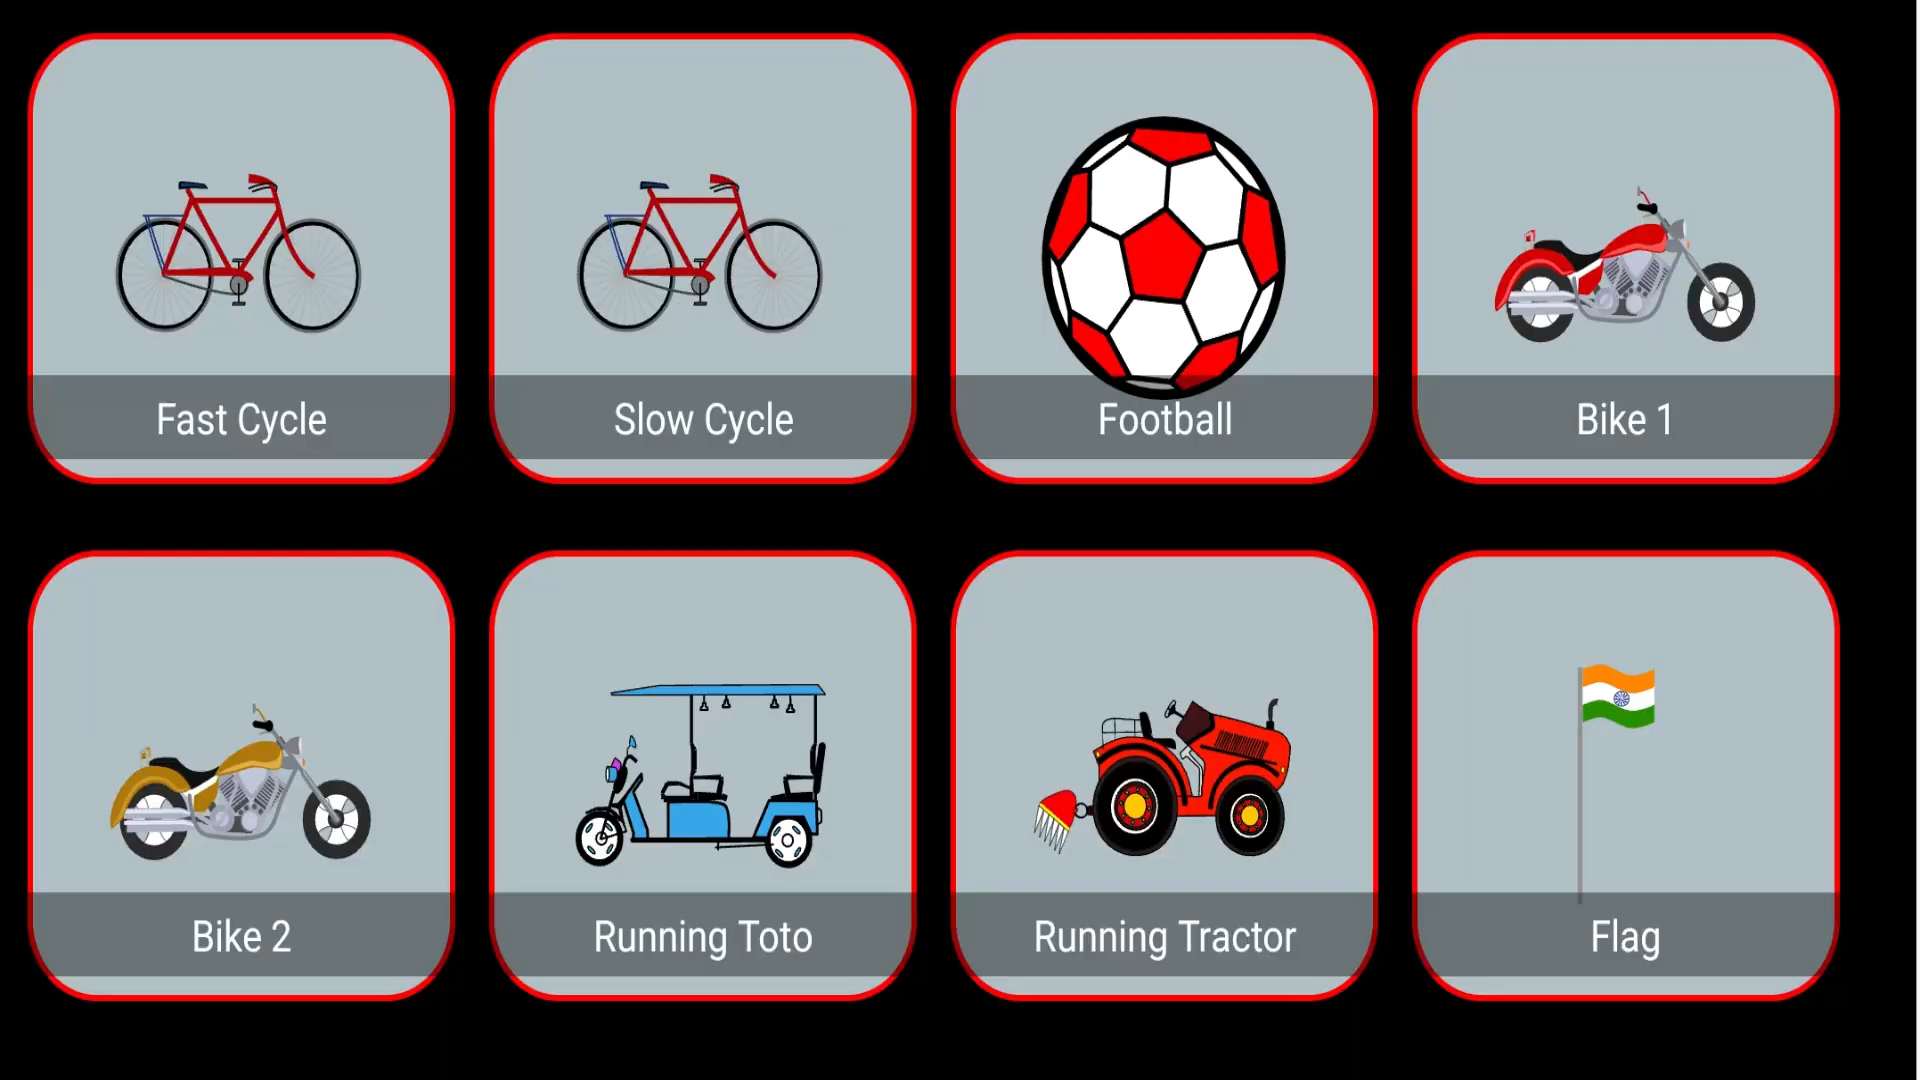 Fast Cycle
Slow Cycle
Football
Bike 1
Bike 2
Running Toto
Running Tractor
Flag